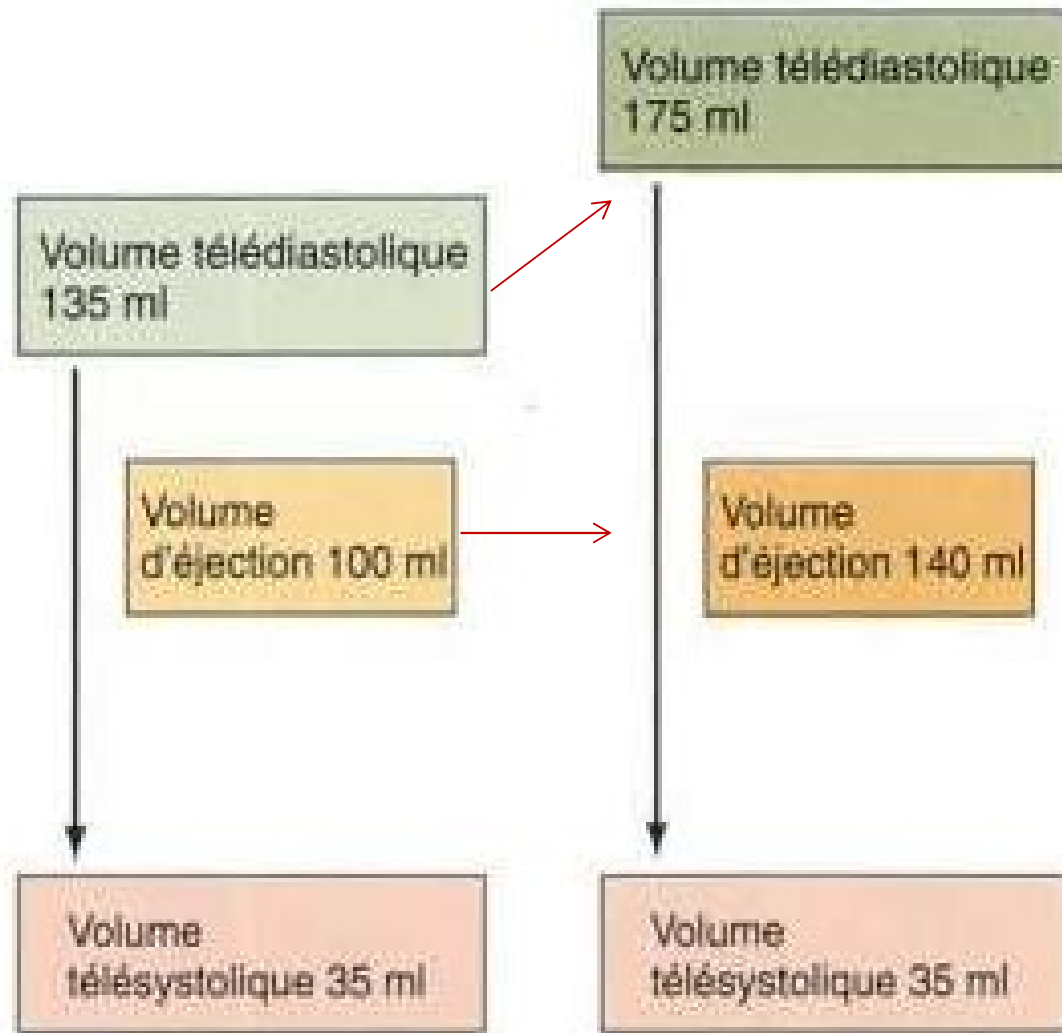 Volume télédiastolique
135 ml
Volume
d'éjection 100 ml
Volume
télésystolique 35 ml
Volume télédiastolique
175 ml
Volume
d'éjection 140 ml
Volume
télésystolique 35 ml